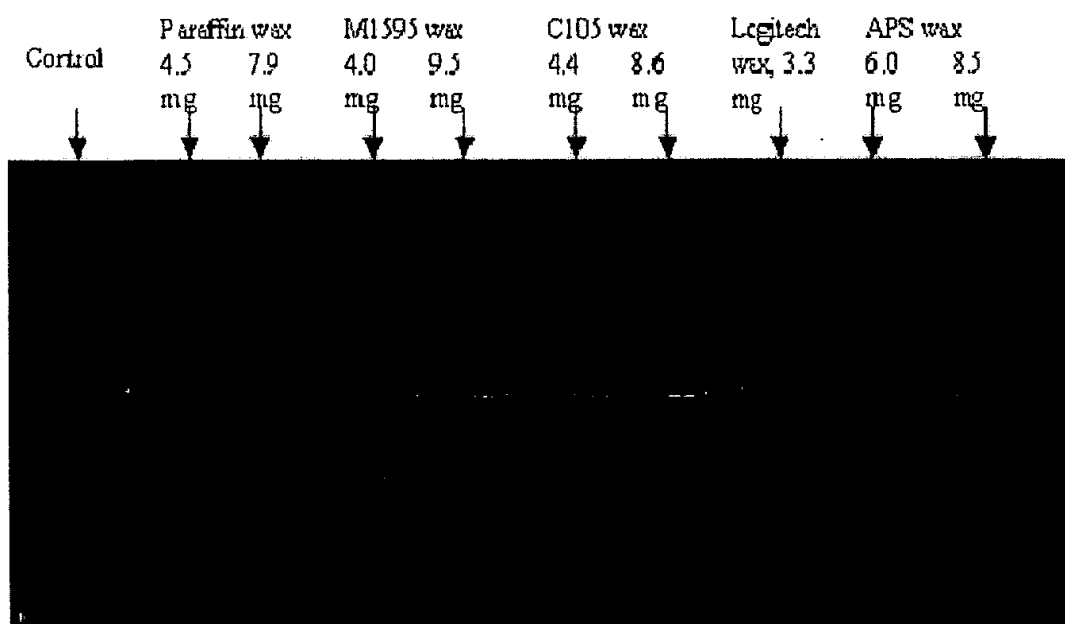 Paraffin wax M1595 wax C105 wax Logitech APS wax
Control 4.5 7.9 4.0 9.5 4.4 8.6 wax, 3.3 6.0 8.5
mg mg mg mg mg mg mg mg mg